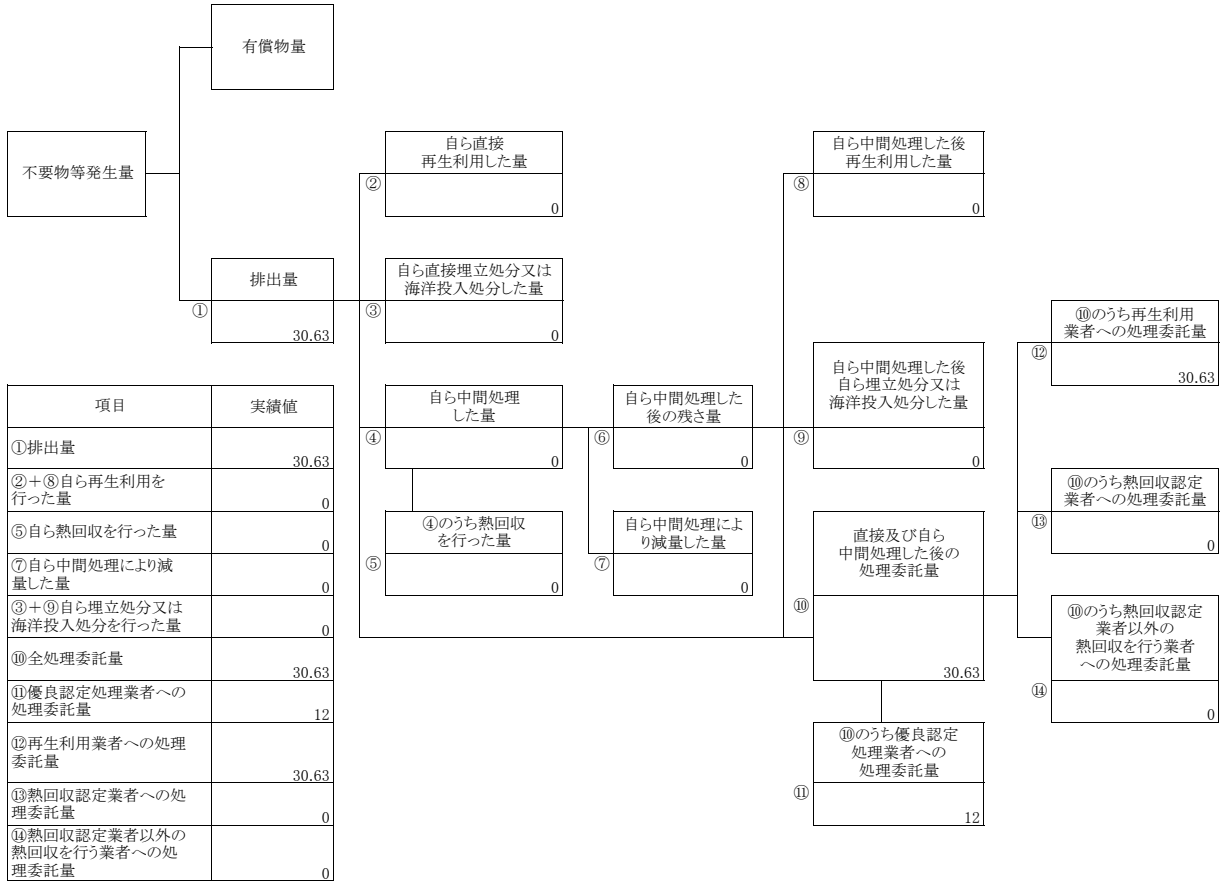 有償物量
不要物等発生量
自ら直接
再生利用した量
②
0
自ら中間処理した後
再生利用した量
⑧
0
排出量
①
30.63
自ら直接埋立処分又は
海洋投入処分した量
③
0
⑩のうち再生利用
業者への処理委託量
⑫
30.63
自ら中間処理
した量
④
0
自ら中間処理した
後の残さ量
⑥
0
自ら中間処理した後
自ら埋立処分又は
海洋投入処分した量
⑨
0
⑩のうち熱回収認定
業者への処理委託量
⑬
0
④のうち熱回収
を行った量
⑤
0
自ら中間処理によ
り減量した量
⑦
0
直接及び自ら
中間処理した後の
処理委託量
⑩
30.63
⑩のうち熱回収認定
業者以外の
熱回収を行う業者
への処理委託量
⑭
0
⑩のうち優良認定
処理業者への
処理委託量
⑪
12
項目 実績値
①排出量
30.63
②+⑧自ら再生利用を
行った量
0
⑤自ら熱回収を行った量
0
⑦自ら中間処理により減
量した量
0
③+⑨自ら埋立処分又は
海洋投入処分を行った量
0
⑩全処理委託量
30.63
⑪優良認定処理業者への
処理委託量
12
⑫再生利用業者への処理
委託量
30.63
⑬熱回収認定業者への処
理委託量
0
⑭熱回収認定業者以外の
熱回収を行う業者への処
理委託量
0